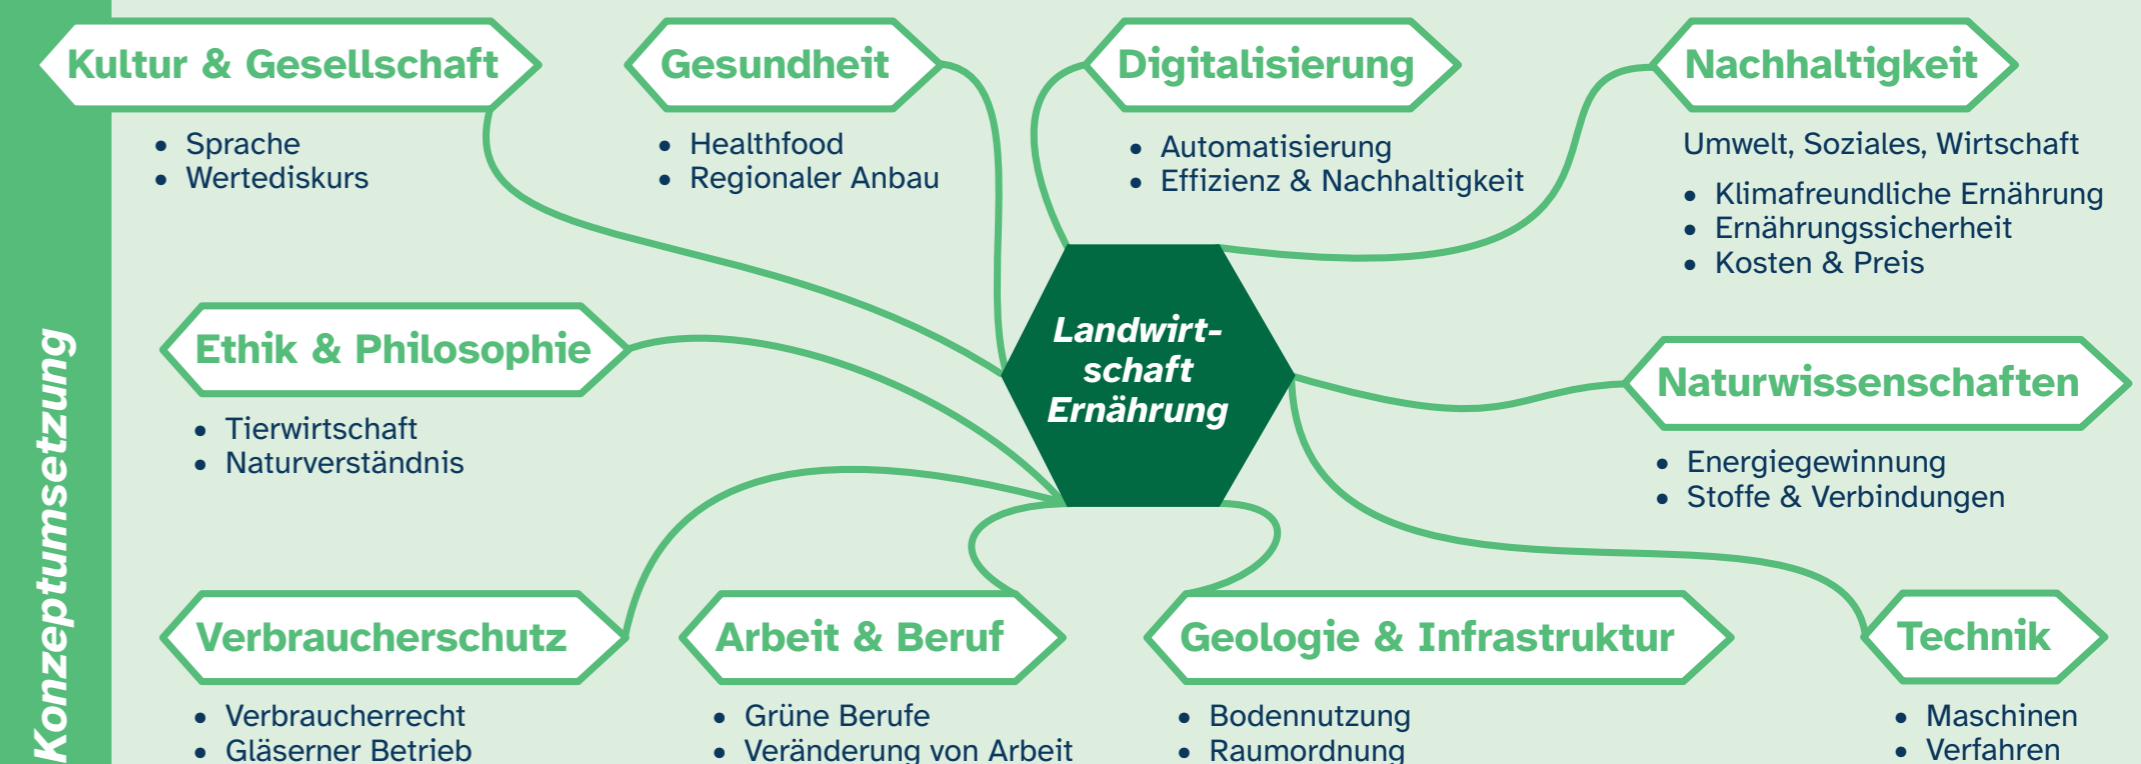 Konzeptumsetzung
Kultur & Gesellschaft
• Sprache
• Wertediskurs
Gesundheit
• Healthfood
• Regionaler Anbau
Digitalisierung
• Automatisierung
• Effizienz & Nachhaltigkeit
Nachhaltigkeit
Umwelt, Soziales, Wirtschaft
• Klimafreundliche Ernährung
• Ernährungssicherheit
• Kosten & Preis
Ethik & Philosophie
• Tierwirtschaft
• Naturverständnis
Landwirt-
schaft
Ernährung
Naturwissenschaften
• Energiegewinnung
• Stoffe & Verbindungen
Verbraucherschutz
• Verbraucherrecht
• Gläserner Betrieb
Arbeit & Beruf
• Grüne Berufe
• Veränderung von Arbeit
Geologie & Infrastruktur
• Bodennutzung
• Raumordnung
Technik
• Maschinen
• Verfahren